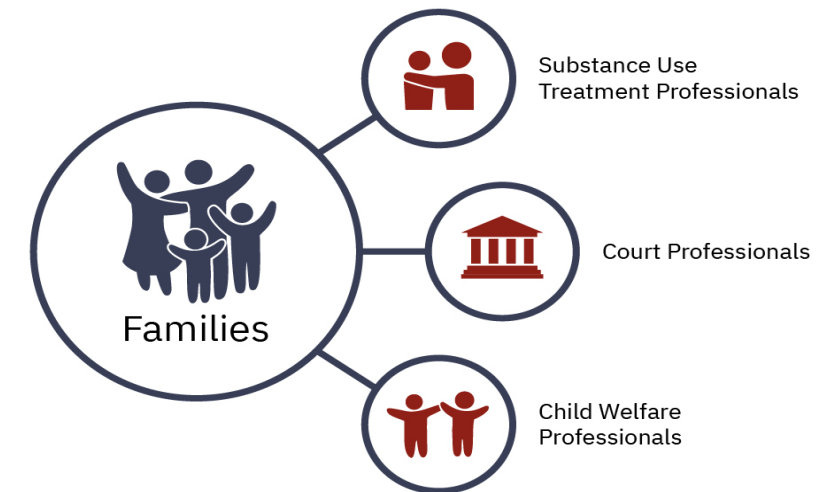 Substance Use
Treatment Professionals
Families
Court Professionals
Child Welfare
Professionals